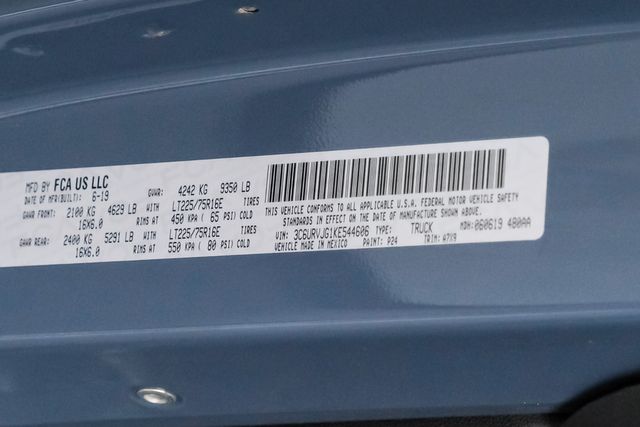 MFD BY FCA US LLC
DATE OF MFR(BUILT): 6-19 GVWR: 4242 KG 9350 LB
GAWR FRONT: 2100 KG 4629 LB WITH LT225/75R16E TIRES
16X6.0 RIMS AT 450 KPA ( 65 PSI) COLD
GAWR REAR: 2400 KG 5291 LB WITH LT225/75R16E TIRES
16X6.0 RIMS AT 550 KPA ( 80 PSI) COLD
THIS VEHICLE CONFORMS TO ALL APPLICABLE U.S.A. FEDERAL MOTOR VEHICLE SAFETY
STANDARDS IN EFFECT ON THE DATE OF MANUFACTURE SHOWN ABOVE.
VIN: 3C6URVJG1KE544606 TYPE: TRUCK MDH: 060619 480AA
VEHICLE MADE IN MEXICO PAINT: P24 TRIM: A7X9